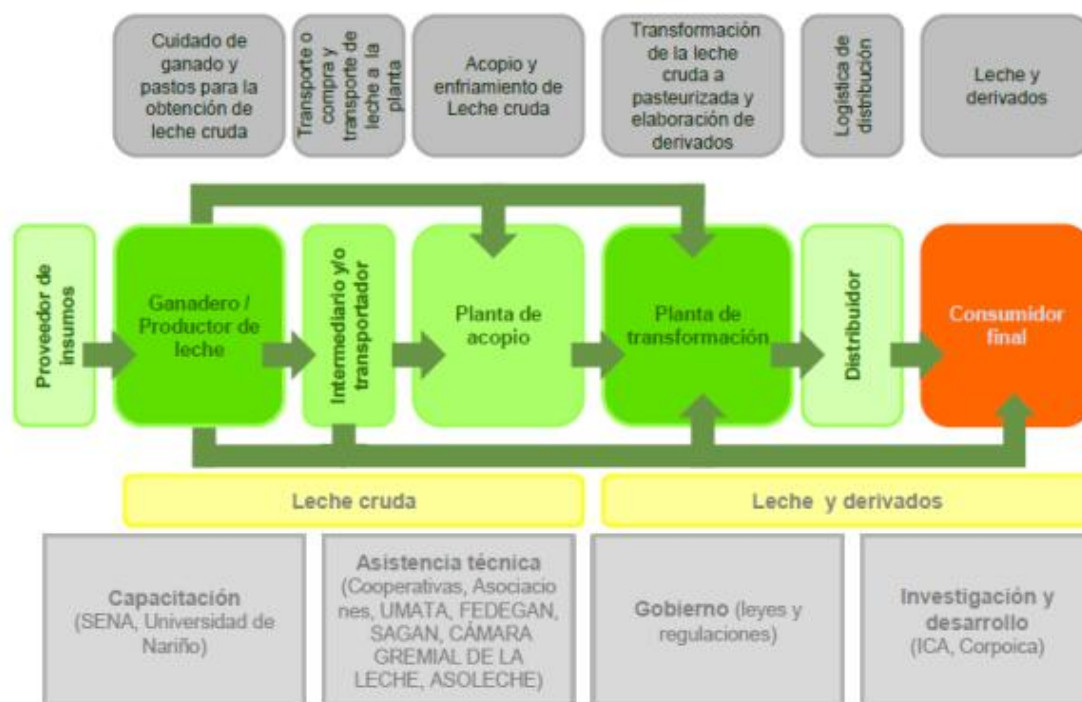 Cuidado de
ganado y
pastos para la
obtención de
leche cruda
Transporte o
compra y
transporte de
leche a la
planta
Acopio y
enfriamiento de
Leche cruda
Transformación
de la leche
cruda a
pasteurizada y
elaboración de
derivados
Logística de
distribución
Leche y
derivados
Proveedor de
insumos
Ganadero /
Productor de
leche
Intermediario y/o
transportador
Planta de
acopio
Planta de
transformación
Distribuidor
Consumidor
final
Leche cruda
Leche y derivados
Capacitación
(SENA, Universidad de
Nariño)
Asistencia técnica
(Cooperativas, Asociacio
nes, UMATA, FEDEGAN,
SAGAN, CÁMARA
GREMIAL DE LA
LECHE, ASOLECHE)
Gobierno (leyes y
regulaciones)
Investigación y
desarrollo
(ICA, Corpoica)